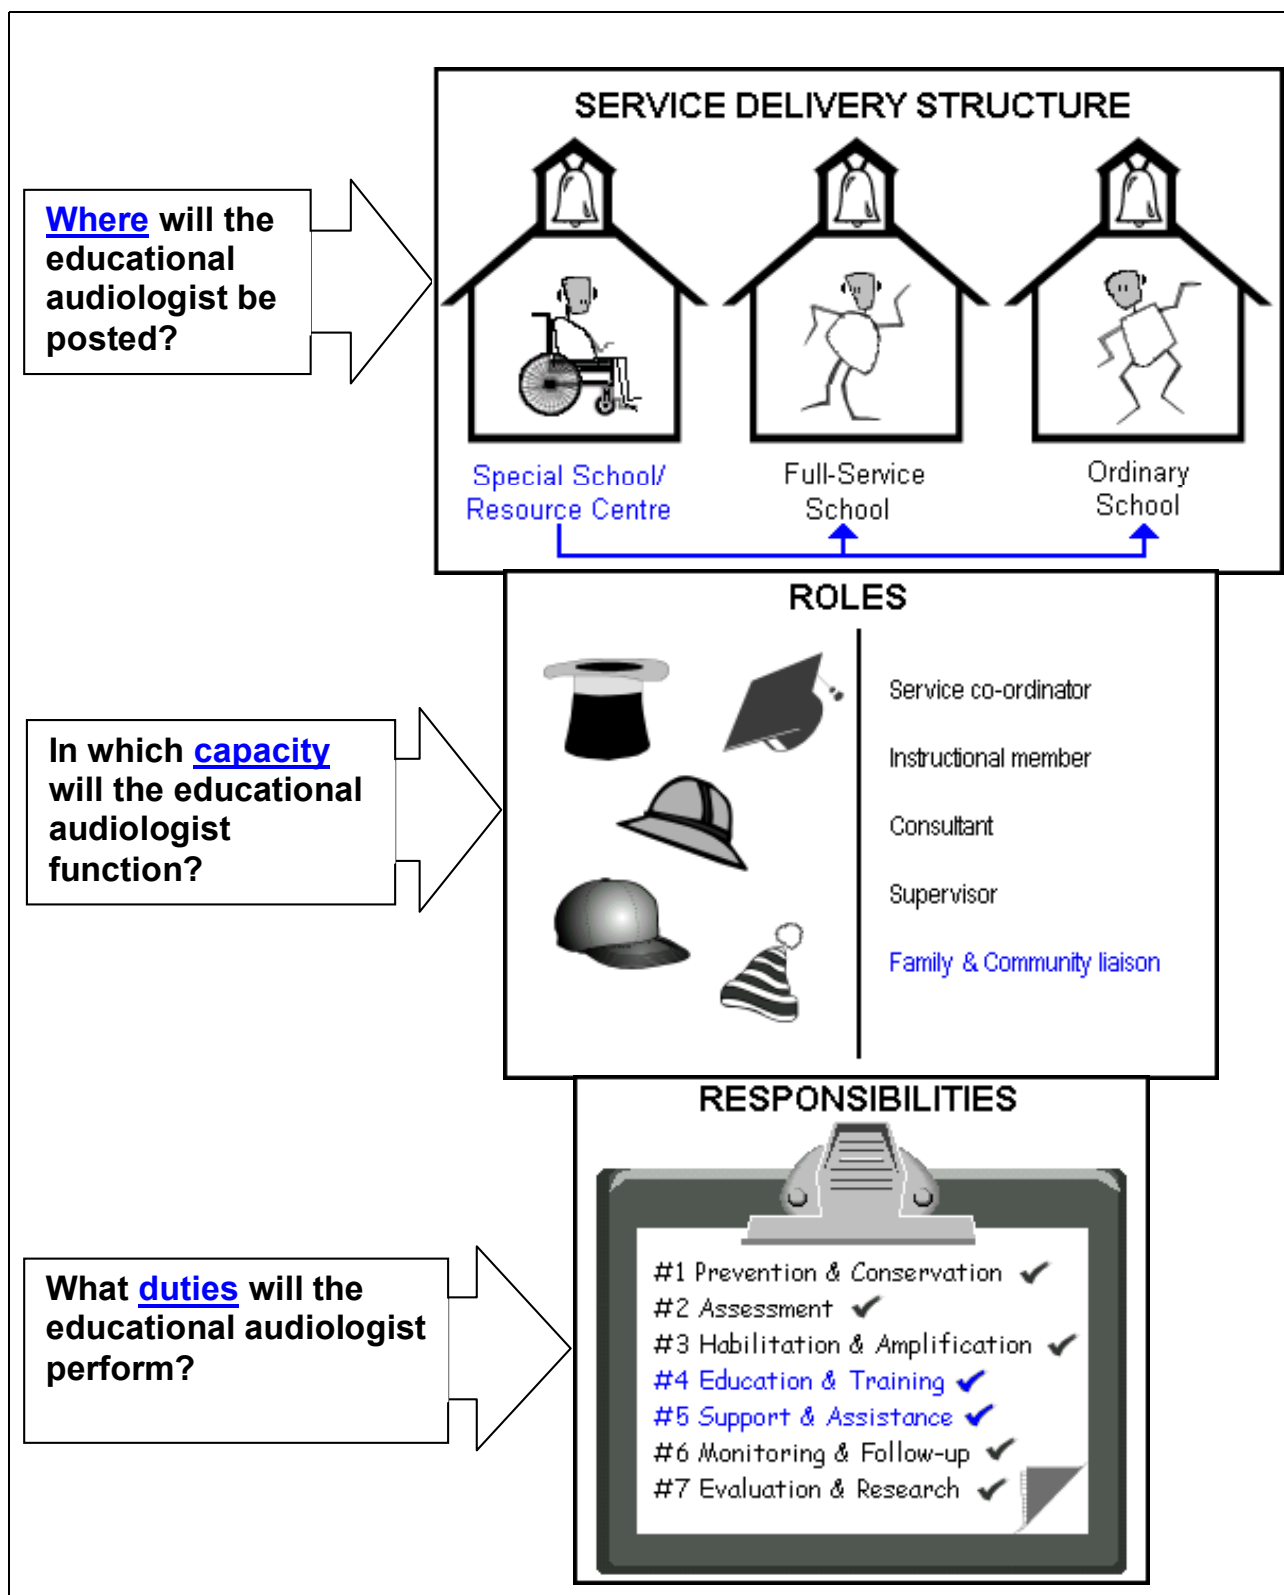 SERVICE DELIVERY STRUCTURE
Where will the
educational
audiologist be
posted?
Special School/
Resource Centre
Full-Service
School
Ordinary
School
ROLES
In which capacity
will the educational
audiologist
function?
Service co-ordinator
Instructional member
Consultant
Supervisor
Family & Community liaison
RESPONSIBILITIES
What duties will the
educational audiologist
perform?
#1 Prevention & Conservation ✔
#2 Assessment ✔
#3 Habilitation & Amplification ✔
#4 Education & Training ✔
#5 Support & Assistance ✔
#6 Monitoring & Follow-up ✔
#7 Evaluation & Research ✔